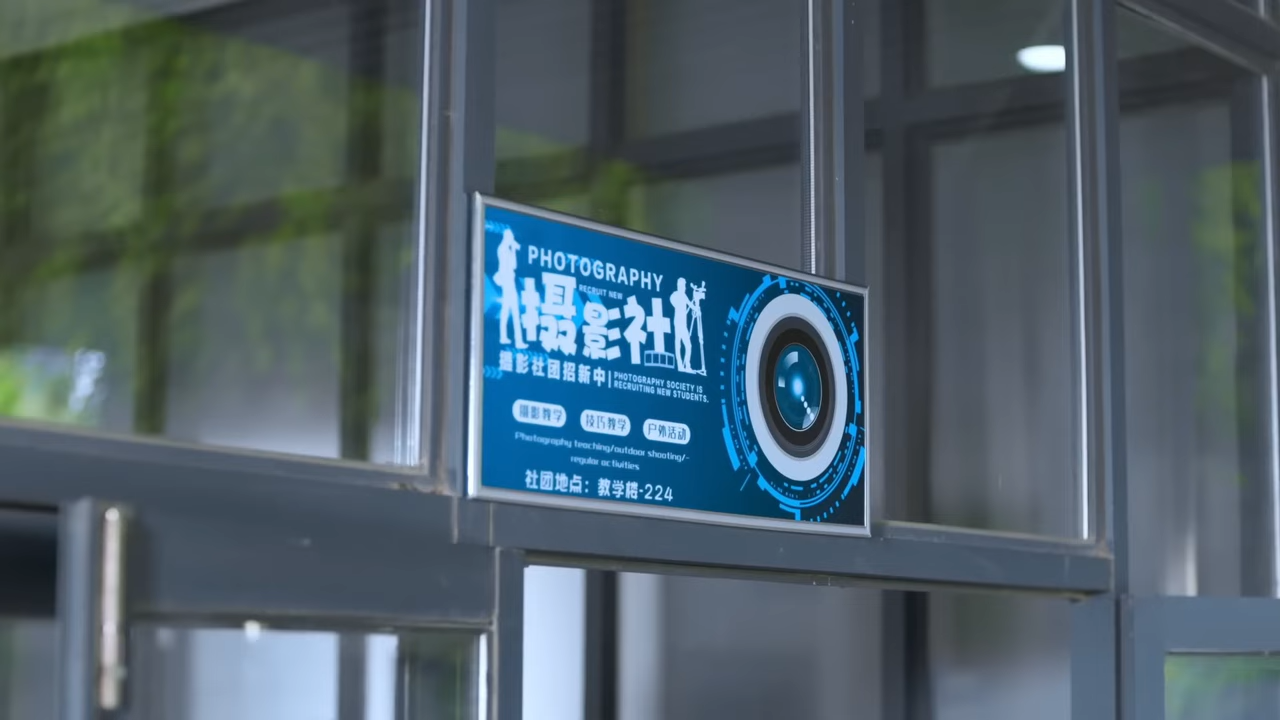 PHOTOGRAPHY
RECRUIT NEW
摄影社
摄影社团招新中
PHOTOGRAPHY SOCIETY IS
RECRUITING NEW STUDENTS.
摄影教学 技巧教学 户外活动
Photography teaching/outdoor shooting/-
regular activities
社团地点：教学楼-224